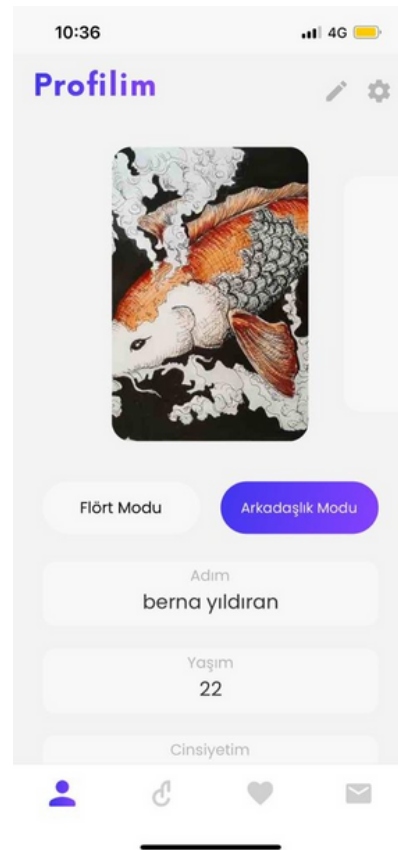 10:36
4G
Profilim
Flört Modu
Arkadaşlık Modu
Adım
berna yıldıran
Yaşım
22
Cinsiyetim